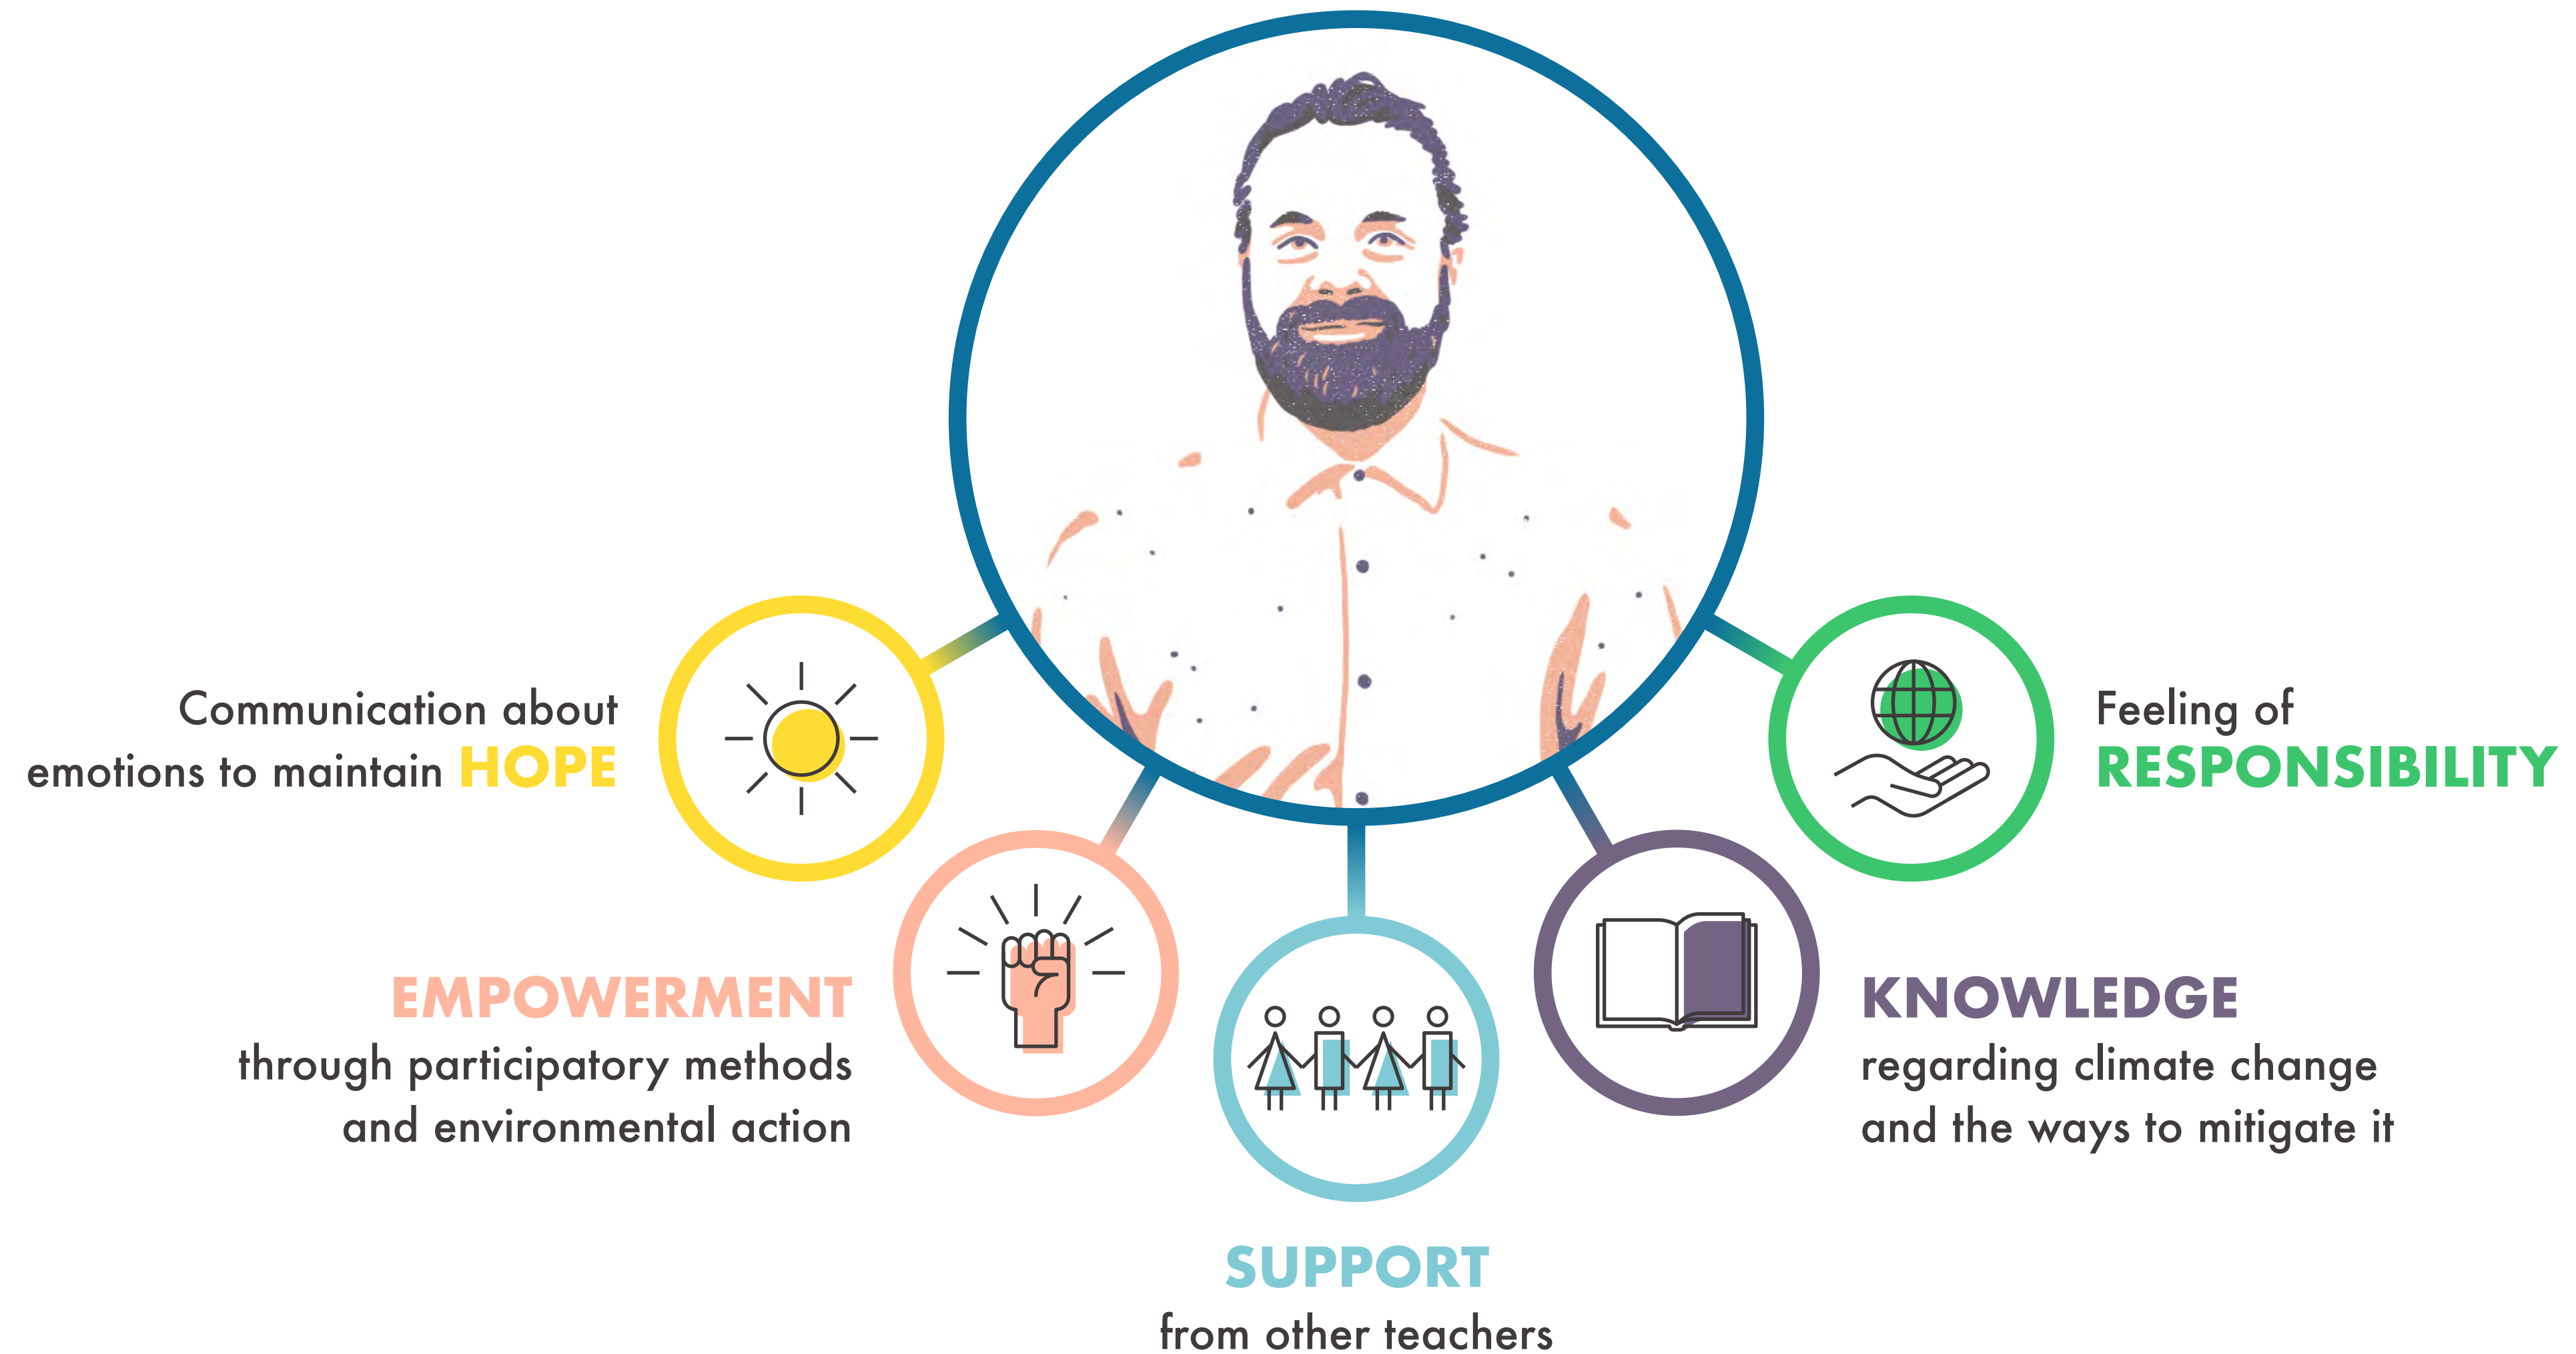 Communication about
emotions to maintain HOPE
EMPOWERMENT
through participatory methods
and environmental action
SUPPORT
from other teachers
KNOWLEDGE
regarding climate change
and the ways to mitigate it
Feeling of
RESPONSIBILITY